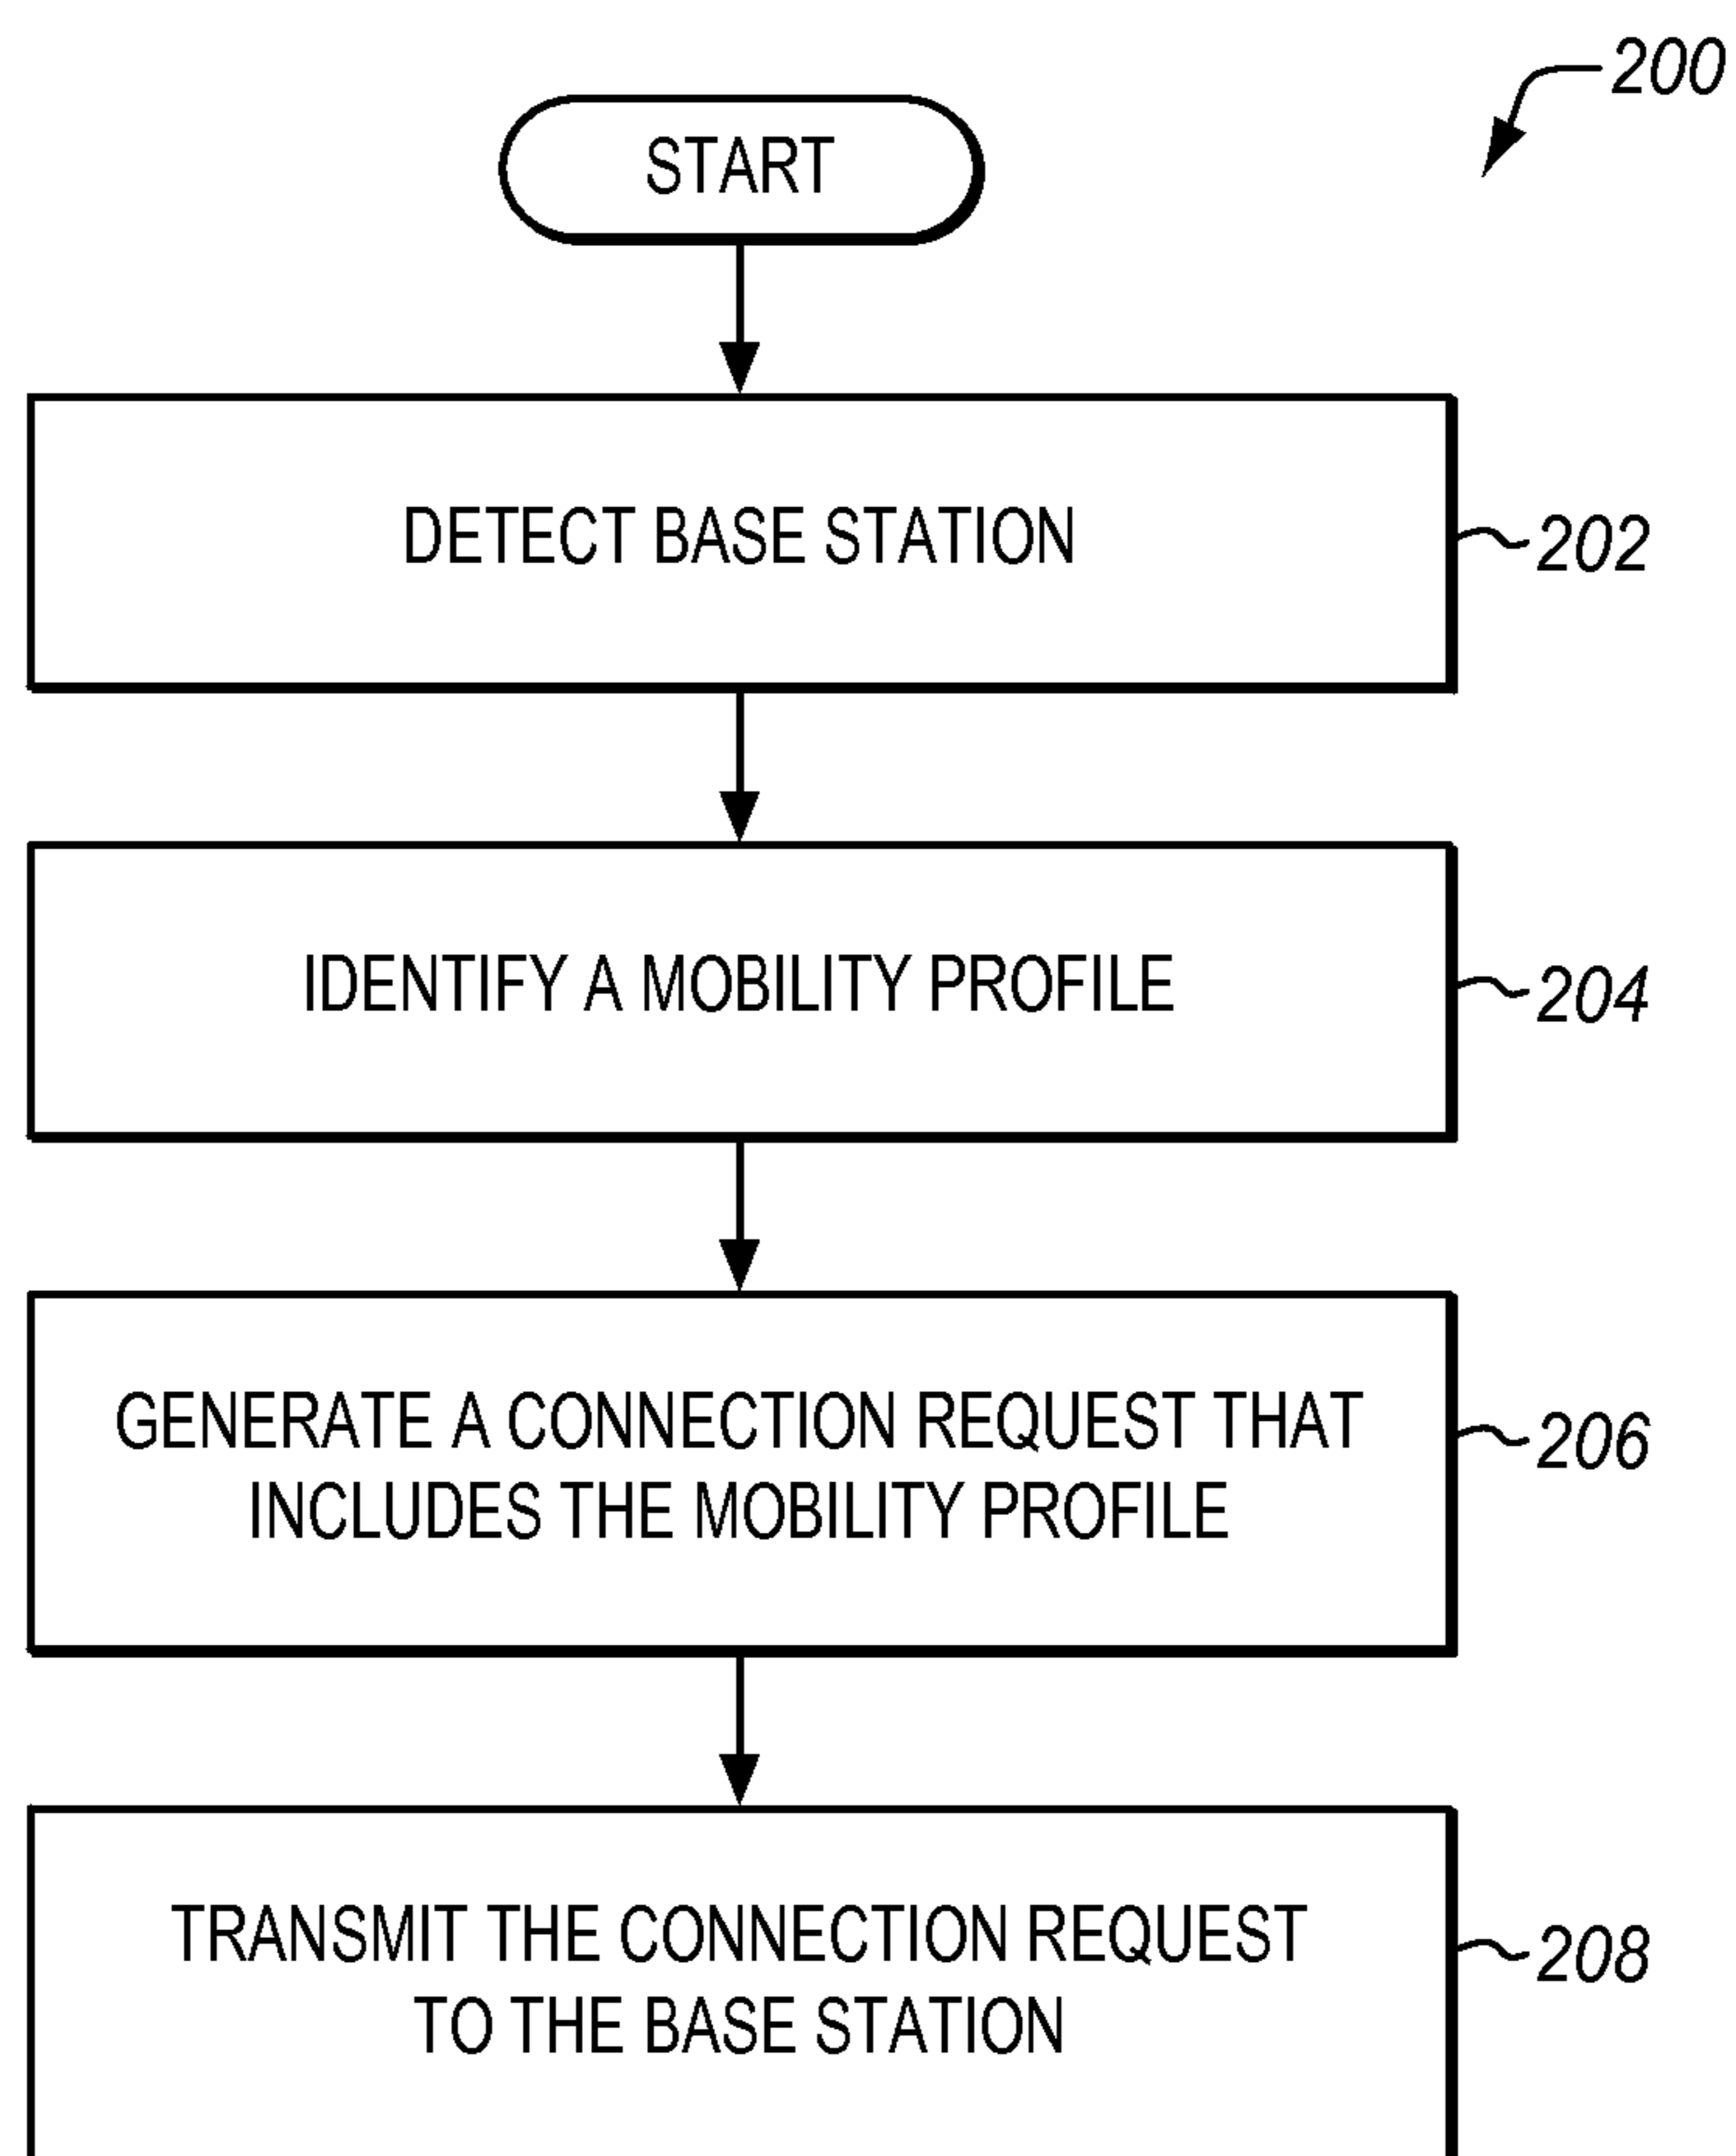 200
START
DETECT BASE STATION
202
IDENTIFY A MOBILITY PROFILE
204
GENERATE A CONNECTION REQUEST THAT
INCLUDES THE MOBILITY PROFILE
206
TRANSMIT THE CONNECTION REQUEST
TO THE BASE STATION
208